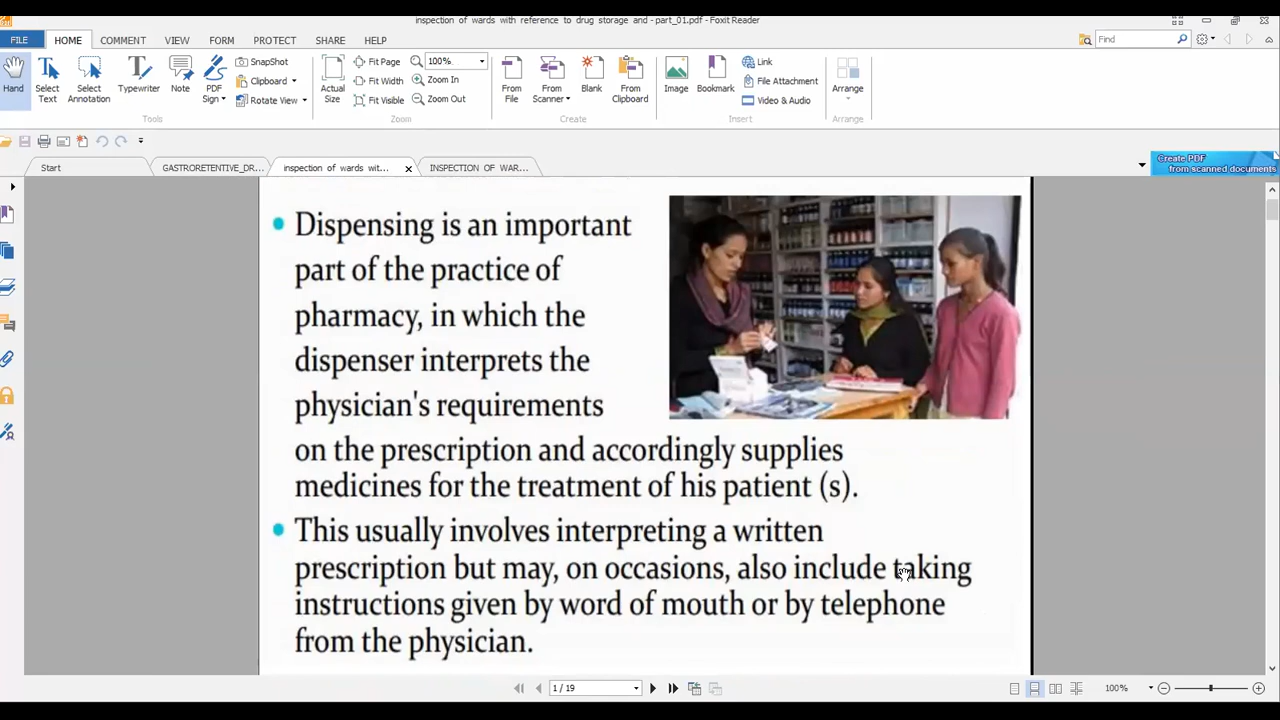 inspection of wards with reference to drug storage and - part_01.pdf - Foxit Reader
FILE HOME COMMENT VIEW FORM PROTECT SHARE HELP
Find
Hand
Select Text
Select Annotation
Typewriter
Note
PDF Sign
SnapShot
Clipboard
Rotate View
Tools
Actual Size
Fit Page
Fit Width
Fit Visible
100%
Zoom In
Zoom Out
Zoom
From File
From Scanner
Blank
From Clipboard
Create
Image
Bookmark
Link
File Attachment
Video & Audio
Insert
Arrange
Arrange
Start
GASTRORETENTIVE_DR...
inspection of wards wit...
INSPECTION OF WAR...
Create PDF
from scanned documents
• Dispensing is an important
part of the practice of
pharmacy, in which the
dispenser interprets the
physician's requirements
on the prescription and accordingly supplies
medicines for the treatment of his patient (s).
• This usually involves interpreting a written
prescription but may, on occasions, also include taking
instructions given by word of mouth or by telephone
from the physician.
1 / 19
100%